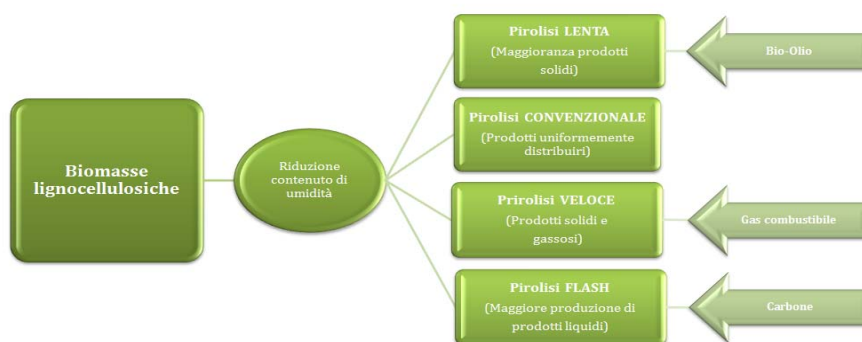 Biomasse
lignocellulosiche
Riduzione
contenuto di
umidità
Pirolisi LENTA
(Maggioranza prodotti
solidi)
Bio-Olio
Pirolisi CONVENZIONALE
(Prodotti uniformemente
distribuiri)
Prirolisi VELOCE
(Prodotti solidi e
gassosi)
Gas combustibile
Pirolisi FLASH
(Maggiore produzione di
prodotti liquidi)
Carbone